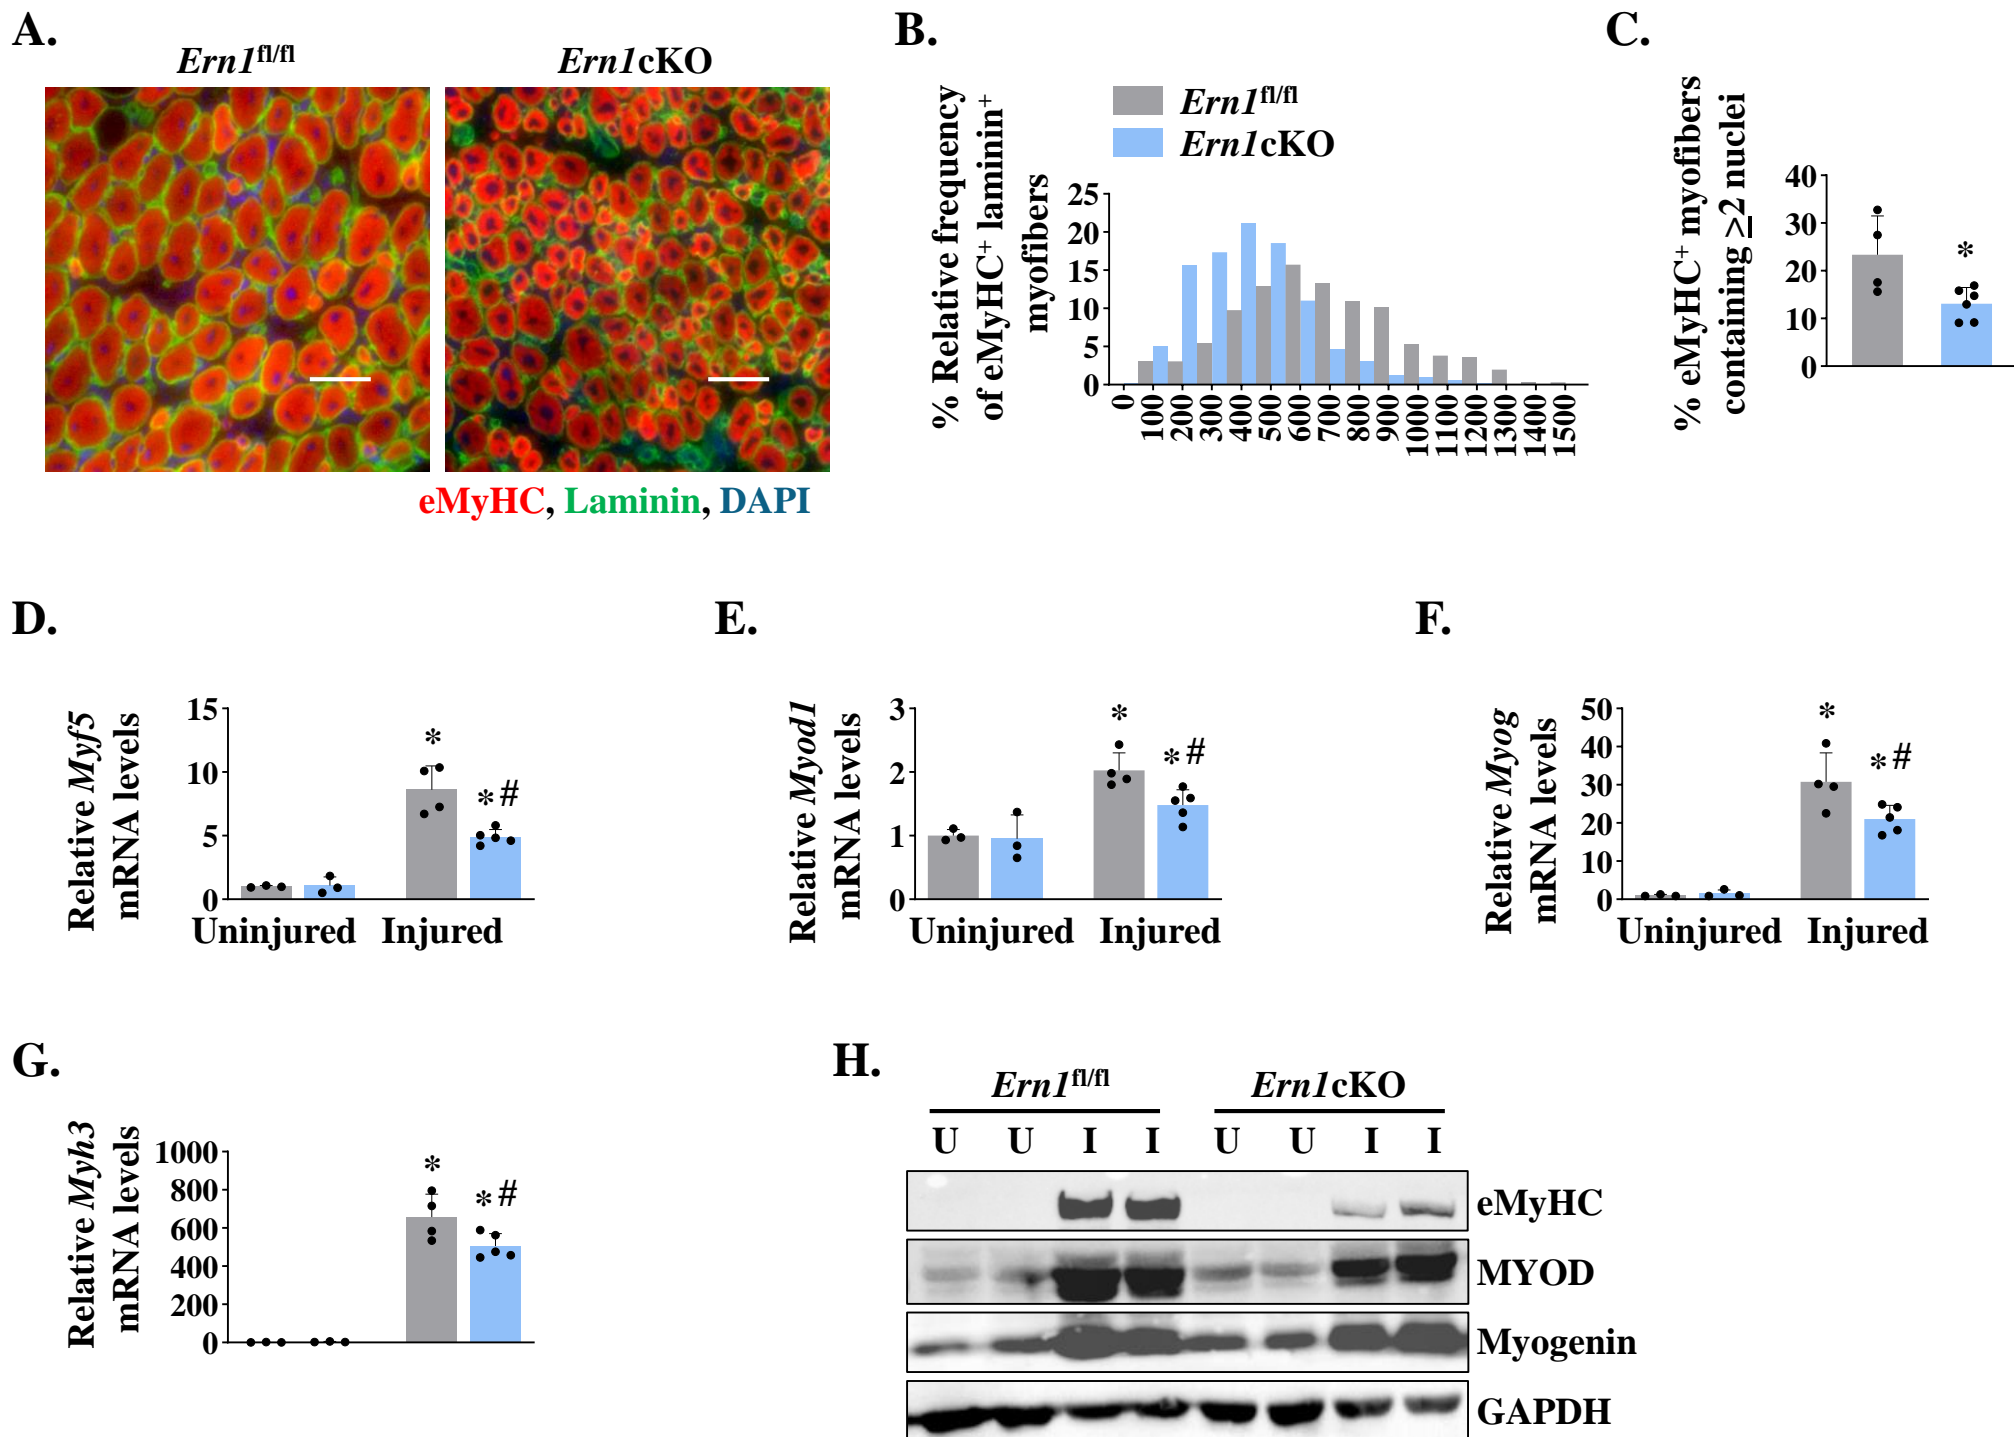 A.
Ern1fl/fl
Ern1cKO
eMyHC, Laminin, DAPI
B.
Ern1fl/fl
Ern1cKO
% Relative frequency
of eMyHC+ laminin+
myofibers
25
20
15
10
5
0
0
100
200
300
400
500
600
700
800
900
1000
1100
1200
1300
1400
1500
C.
% eMyHC+ myofibers
containing ≥2 nuclei
40
30
20
10
0
*
D.
Relative Myf5
mRNA levels
15
10
5
0
*
*#
Uninjured Injured
E.
Relative Myod1
mRNA levels
3
2
1
0
*
*#
Uninjured Injured
F.
Relative Myog
mRNA levels
50
40
30
20
10
0
*
*#
Uninjured Injured
G.
Relative Myh3
mRNA levels
1000
800
600
400
200
0
*
*#
H.
Ern1fl/fl
Ern1cKO
U U I I U U I I
eMyHC
MYOD
Myogenin
GAPDH